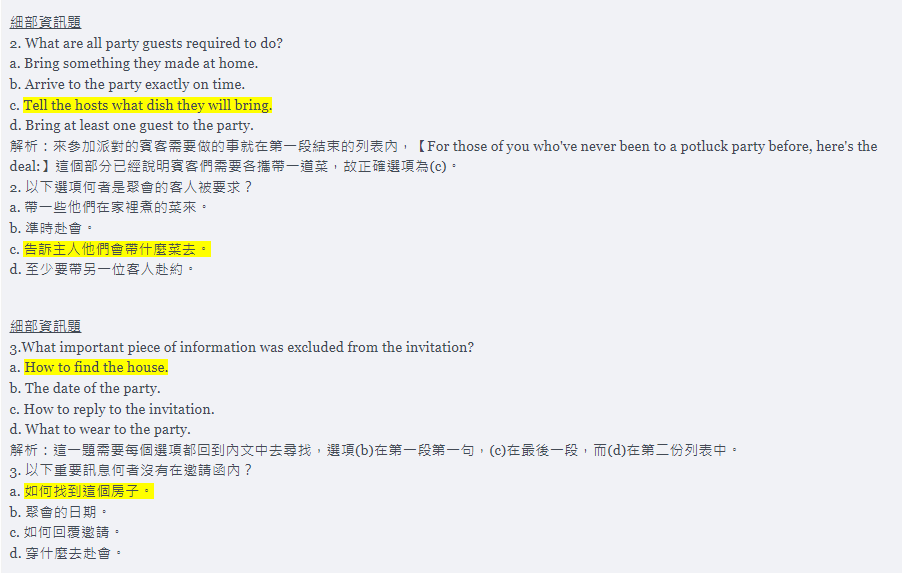 細部資訊題
2. What are all party guests required to do?
a. Bring something they made at home.
b. Arrive to the party exactly on time.
c. Tell the hosts what dish they will bring.
d. Bring at least one guest to the party.
解析：來參加派對的賓客需要做的事就在第一段結束的列表內，【For those of you who've never been to a potluck party before, here's the
deal:】這個部分已經說明賓客們需要各攜帶一道菜，故正確選項為(c)。
2. 以下選項何者是聚會的客人被要求？
a. 帶一些他們在家裡煮的菜來。
b. 準時赴會。
c. 告訴主人他們會帶什麼菜去。
d. 至少要帶另一位客人赴約。
細部資訊題
3.What important piece of information was excluded from the invitation?
a. How to find the house.
b. The date of the party.
c. How to reply to the invitation.
d. What to wear to the party.
解析：這一題需要每個選項都回到內文中去尋找，選項(b)在第一段第一句，(c)在最後一段，而(d)在第二份列表中。
3. 以下重要訊息何者沒有在邀請函內？
a. 如何找到這個房子。
b. 聚會的日期。
c. 如何回覆邀請。
d. 穿什麼去赴會。